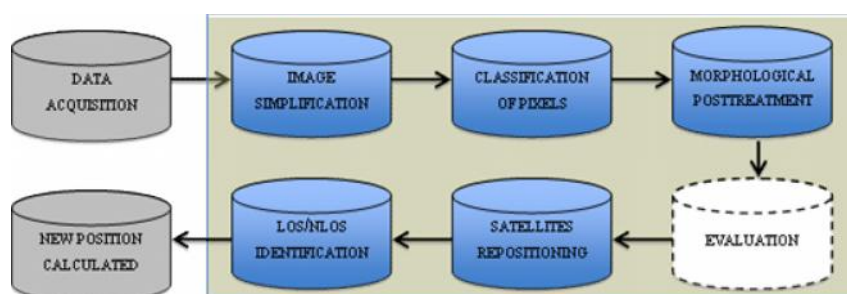 DATA
ACQUISITION
IMAGE
SIMPLIFICATION
CLASSIFICATION
OF PIXELS
MORPHOLOGICAL
POSTTREATMENT
EVALUATION
SATELLITES
REPOSITIONING
LOS/NLOS
IDENTIFICATION
NEW POSITION
CALCULATED